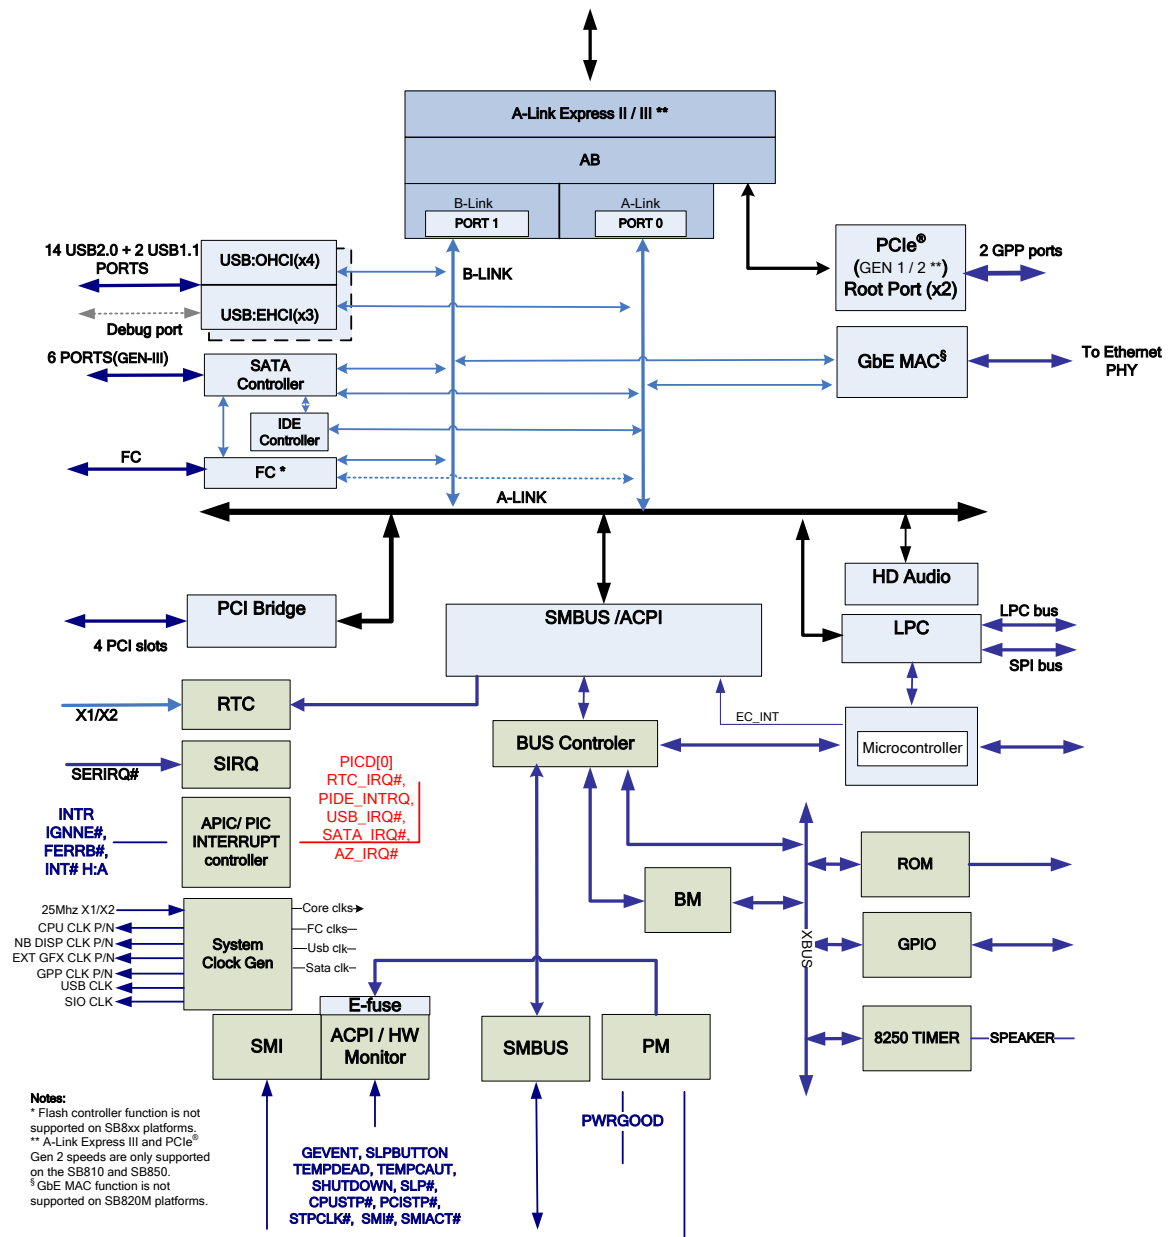 A-Link Express II / III **
AB
B-Link
PORT 1
A-Link
PORT 0
14 USB2.0 + 2 USB1.1
PORTS
USB:OHCI(x4)
USB:EHCI(x3)
Debug port
B-LINK
PCIe®
(GEN 1 / 2 **)
Root Port (x2)
2 GPP ports
6 PORTS(GEN-III)
SATA
Controller
GbE MAC§
To Ethernet
PHY
IDE
Controller
FC
FC *
A-LINK
PCI Bridge
4 PCI slots
SMBUS /ACPI
HD Audio
LPC
LPC bus
SPI bus
RTC
X1/X2
EC_INT
BUS Controler
Microcontroller
SIRQ
SERIRQ#
PICD[0]
RTC_IRQ#,
PIDE_INTRQ,
USB_IRQ#,
SATA_IRQ#,
AZ_IRQ#
INTR
IGNNE#,
FERRB#,
INT# H:A
APIC/ PIC
INTERRUPT
controller
ROM
BM
XBUS
GPIO
25Mhz X1/X2
CPU CLK P/N
NB DISP CLK P/N
EXT GFX CLK P/N
GPP CLK P/N
USB CLK
SIO CLK
System
Clock Gen
Core clks
FC clks
Usb clk
Sata clk
E-fuse
SMI
ACPI / HW
Monitor
SMBUS
PM
8250 TIMER
SPEAKER
PWRGOOD
GEVENT, SLPBUTTON
TEMPDEAD, TEMPCAUT,
SHUTDOWN, SLP#,
CPUSTP#, PCISTP#,
STPCLK#, SMI#, SMIACT#
Notes:
* Flash controller function is not
supported on SB8xx platforms.
** A-Link Express III and PCIe®
Gen 2 speeds are only supported
on the SB810 and SB850.
§ GbE MAC function is not
supported on SB820M platforms.